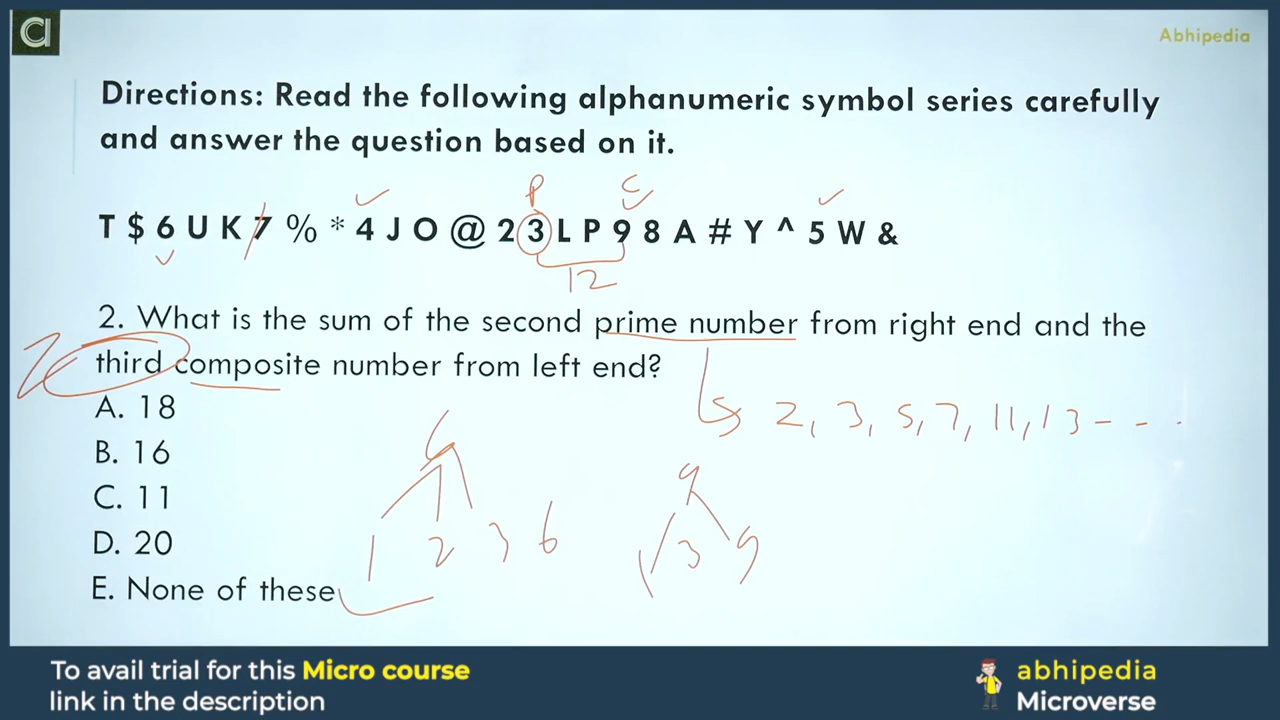 a
Abhipedia
Directions: Read the following alphanumeric symbol series carefully
and answer the question based on it.
P C
T $ 6 U K 7 % * 4 J O @ 2 3 L P 9 8 A # Y ^ 5 W &
12
2. What is the sum of the second prime number from right end and the
third composite number from left end?
A. 18
B. 16
C. 11
D. 20
E. None of these
2, 3, 5, 7, 11, 13 - - -
6 9
1 2 3 6 1 3 9
To avail trial for this Micro course
link in the description
abhipedia
Microverse